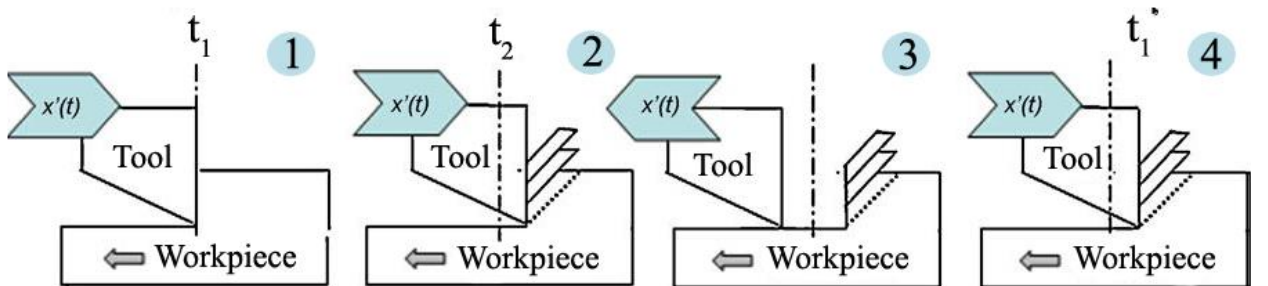 t₁
1
x'(t)
Tool
Workpiece
t₂
2
x'(t)
Tool
Workpiece
3
x'(t)
Tool
Workpiece
t₁'
4
x'(t)
Tool
Workpiece